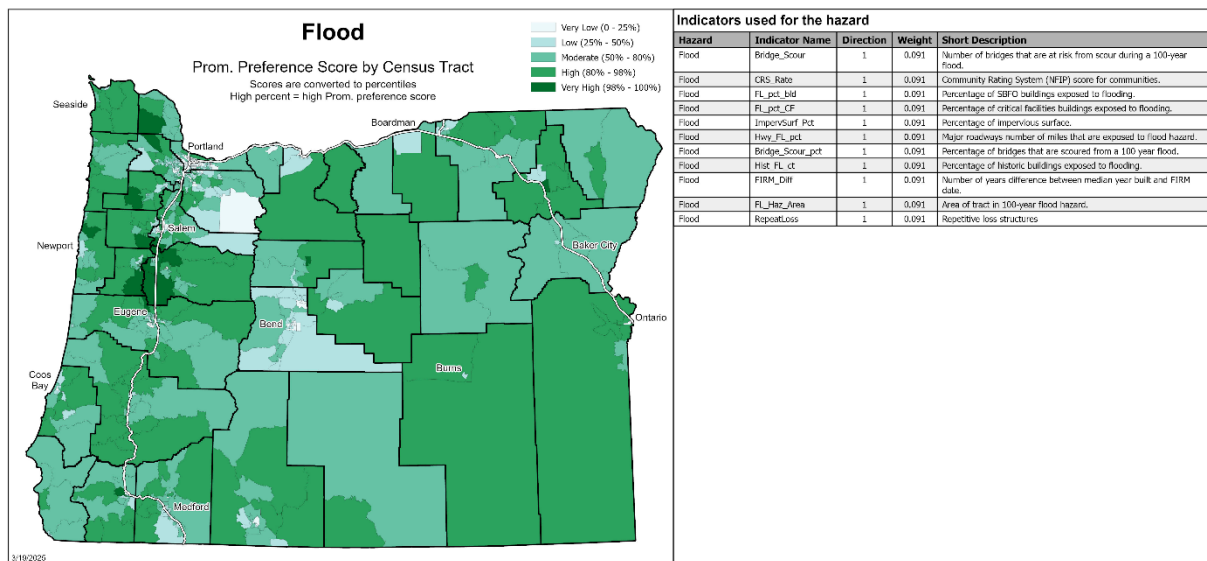 Flood
Prom. Preference Score by Census Tract
Scores are converted to percentiles
High percent = high Prom. preference score
Very Low (0 - 25%)
Low (25% - 50%)
Moderate (50% - 80%)
High (80% - 98%)
Very High (98% - 100%)
Seaside
Boardman
Portland
Salem
Newport
Baker City
Eugene
Bend
Ontario
Coos
Bay
Burns
Medford
3/19/2025
Indicators used for the hazard
Hazard Indicator Name Direction Weight Short Description
Flood Bridge_Scour 1 0.091 Number of bridges that are at risk from scour during a 100-year
flood.
Flood CRS_Rate 1 0.091 Community Rating System (NFIP) score for communities.
Flood FL_pct_bld 1 0.091 Percentage of SBFO buildings exposed to flooding.
Flood FL_pct_CF 1 0.091 Percentage of critical facilities buildings exposed to flooding.
Flood ImpervSurf_Pct 1 0.091 Percentage of impervious surface.
Flood Hwy_FL_pct 1 0.091 Major roadways number of miles that are exposed to flood hazard.
Flood Bridge_Scour_pct 1 0.091 Percentage of bridges that are scoured from a 100 year flood.
Flood Hist_FL_ct 1 0.091 Percentage of historic buildings exposed to flooding.
Flood FIRM_Diff 1 0.091 Number of years difference between median year built and FIRM
date.
Flood FL_Haz_Area 1 0.091 Area of tract in 100-year flood hazard.
Flood RepeatLoss 1 0.091 Repetitive loss structures